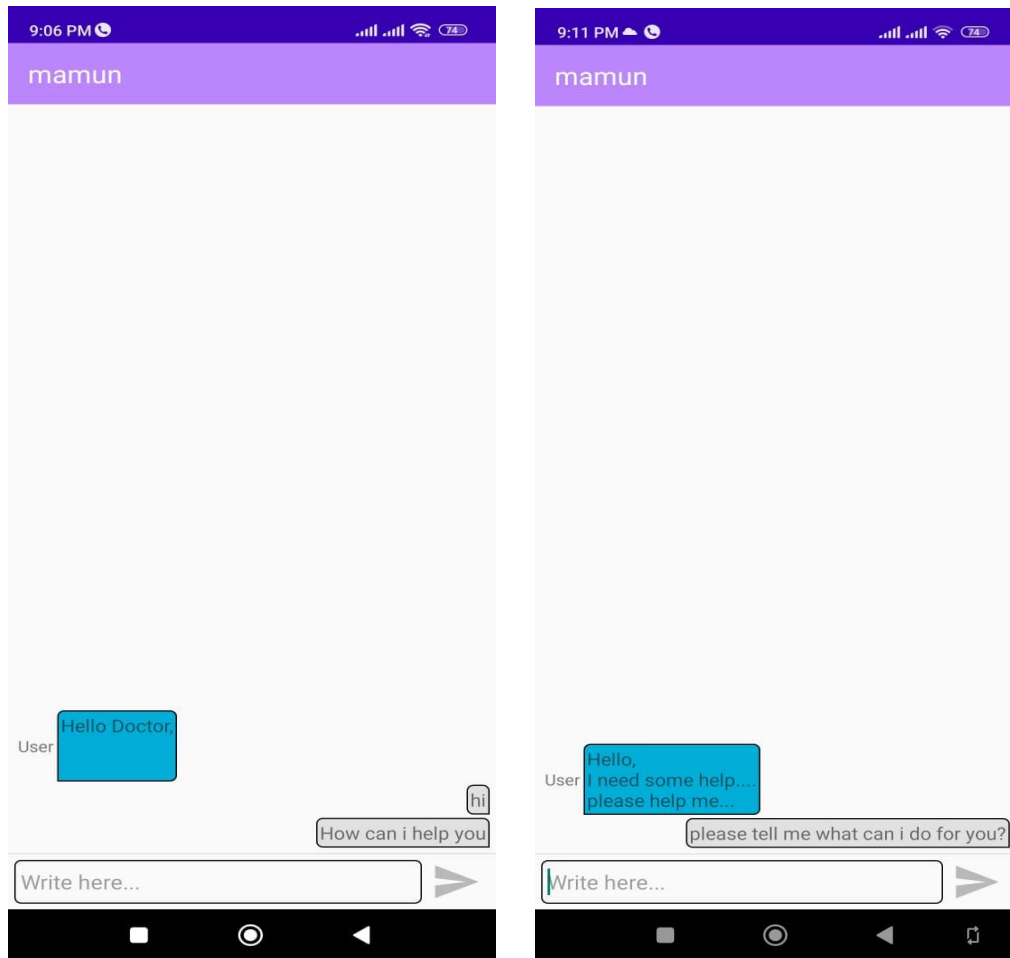 9:06 PM
74
mamun
Hello Doctor,
User
hi
How can i help you
Write here...
9:11 PM
74
mamun
Hello,
User
I need some help....
please help me...
please tell me what can i do for you?
Write here...